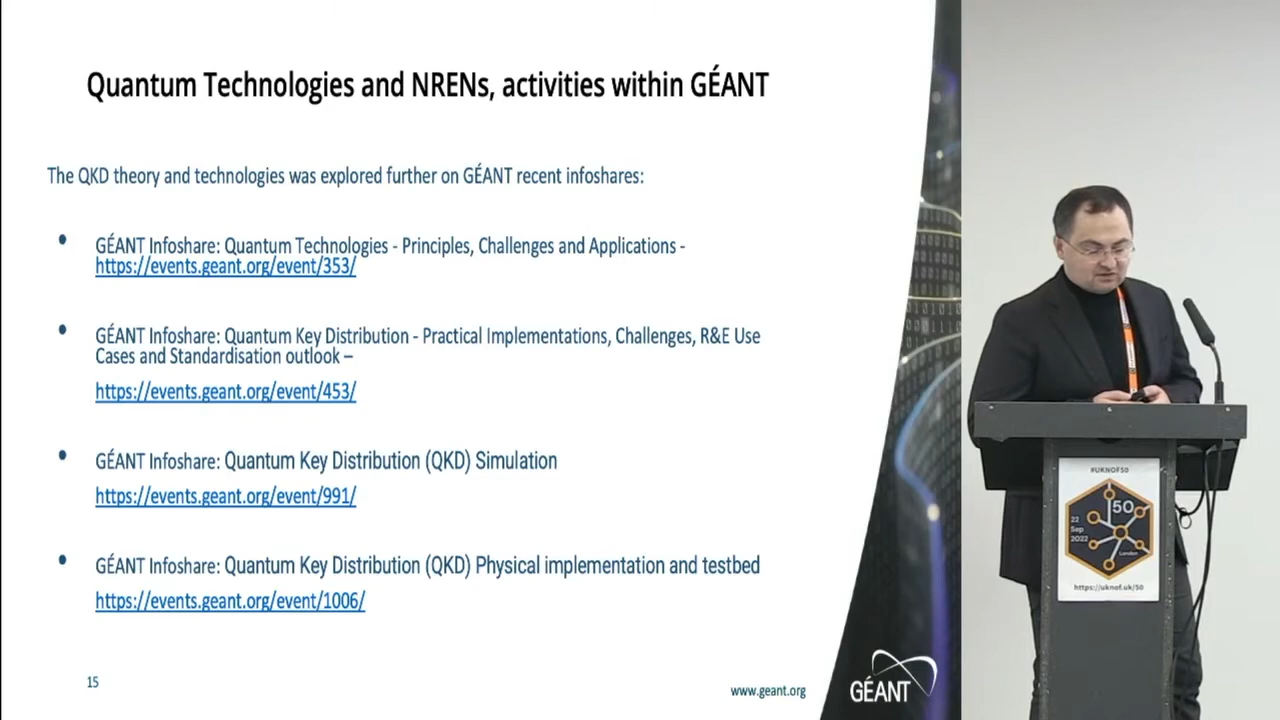 Quantum Technologies and NRENs, activities within GÉANT
The QKD theory and technologies was explored further on GÉANT recent infoshares:
• GÉANT Infoshare: Quantum Technologies - Principles, Challenges and Applications -
https://events.geant.org/event/353/
• GÉANT Infoshare: Quantum Key Distribution - Practical Implementations, Challenges, R&E Use
Cases and Standardisation outlook –
https://events.geant.org/event/453/
• GÉANT Infoshare: Quantum Key Distribution (QKD) Simulation
https://events.geant.org/event/991/
• GÉANT Infoshare: Quantum Key Distribution (QKD) Physical implementation and testbed
https://events.geant.org/event/1006/
15
www.geant.org
GÉANT
#UKNOF50
50
22
Sep
2022
London
https://uknof.uk/50